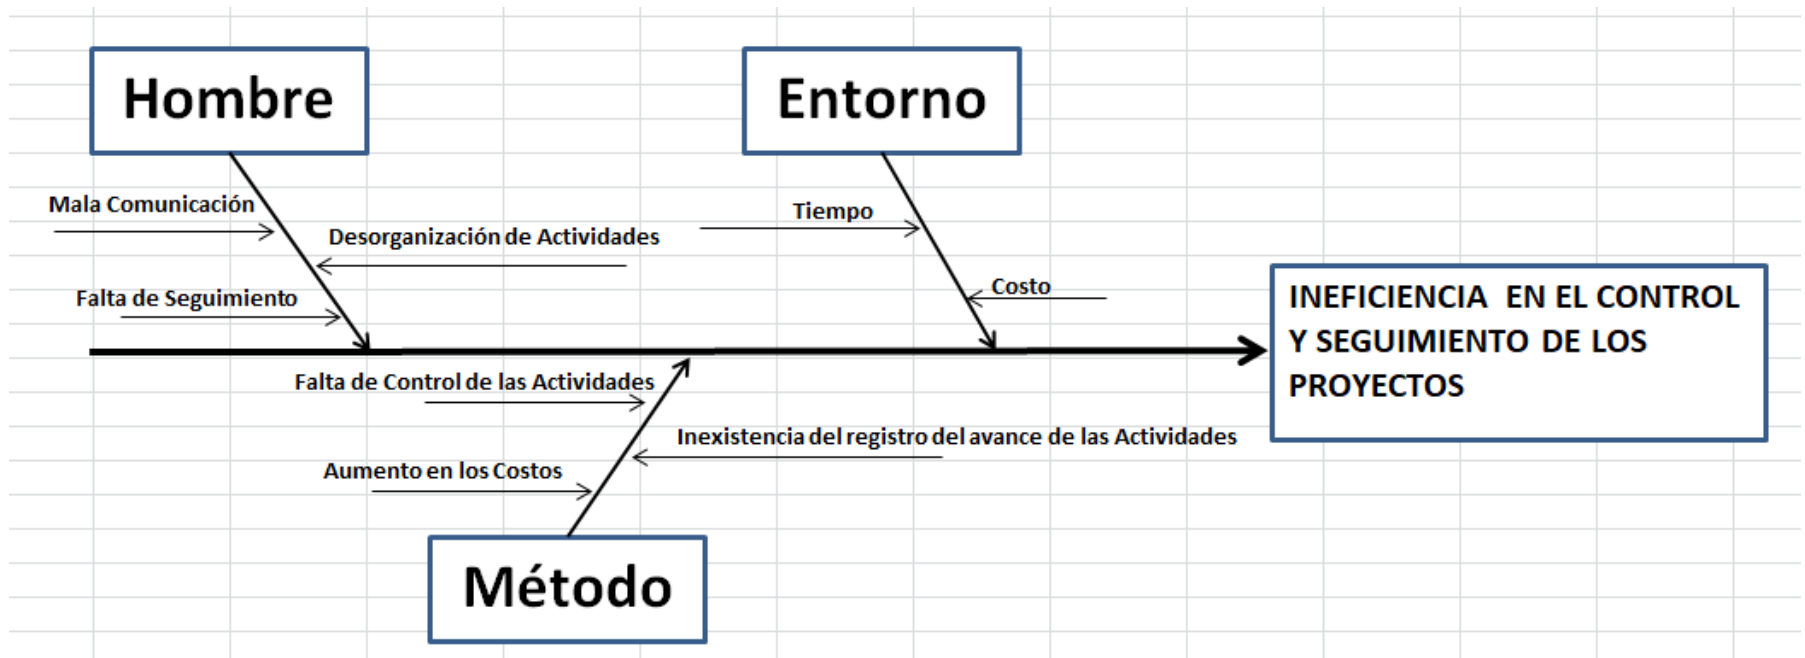 Hombre
Entorno
Mala Comunicación
Desorganización de Actividades
Falta de Seguimiento
Tiempo
Costo
INEFICIENCIA EN EL CONTROL
Y SEGUIMIENTO DE LOS
PROYECTOS
Falta de Control de las Actividades
Inexistencia del registro del avance de las Actividades
Aumento en los Costos
Método